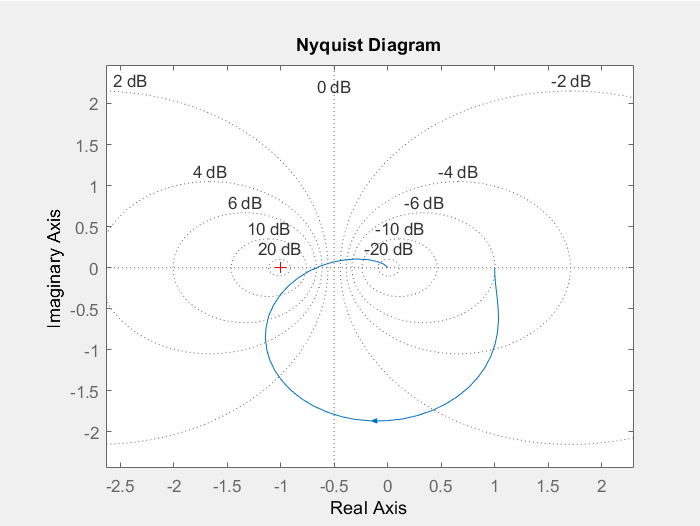 Nyquist Diagram
2 dB
0 dB
-2 dB
4 dB
-4 dB
6 dB
-6 dB
10 dB
-10 dB
20 dB
-20 dB
2
1.5
1
0.5
0
-0.5
-1
-1.5
-2
Imaginary Axis
-2.5 -2 -1.5 -1 -0.5 0 0.5 1 1.5 2
Real Axis